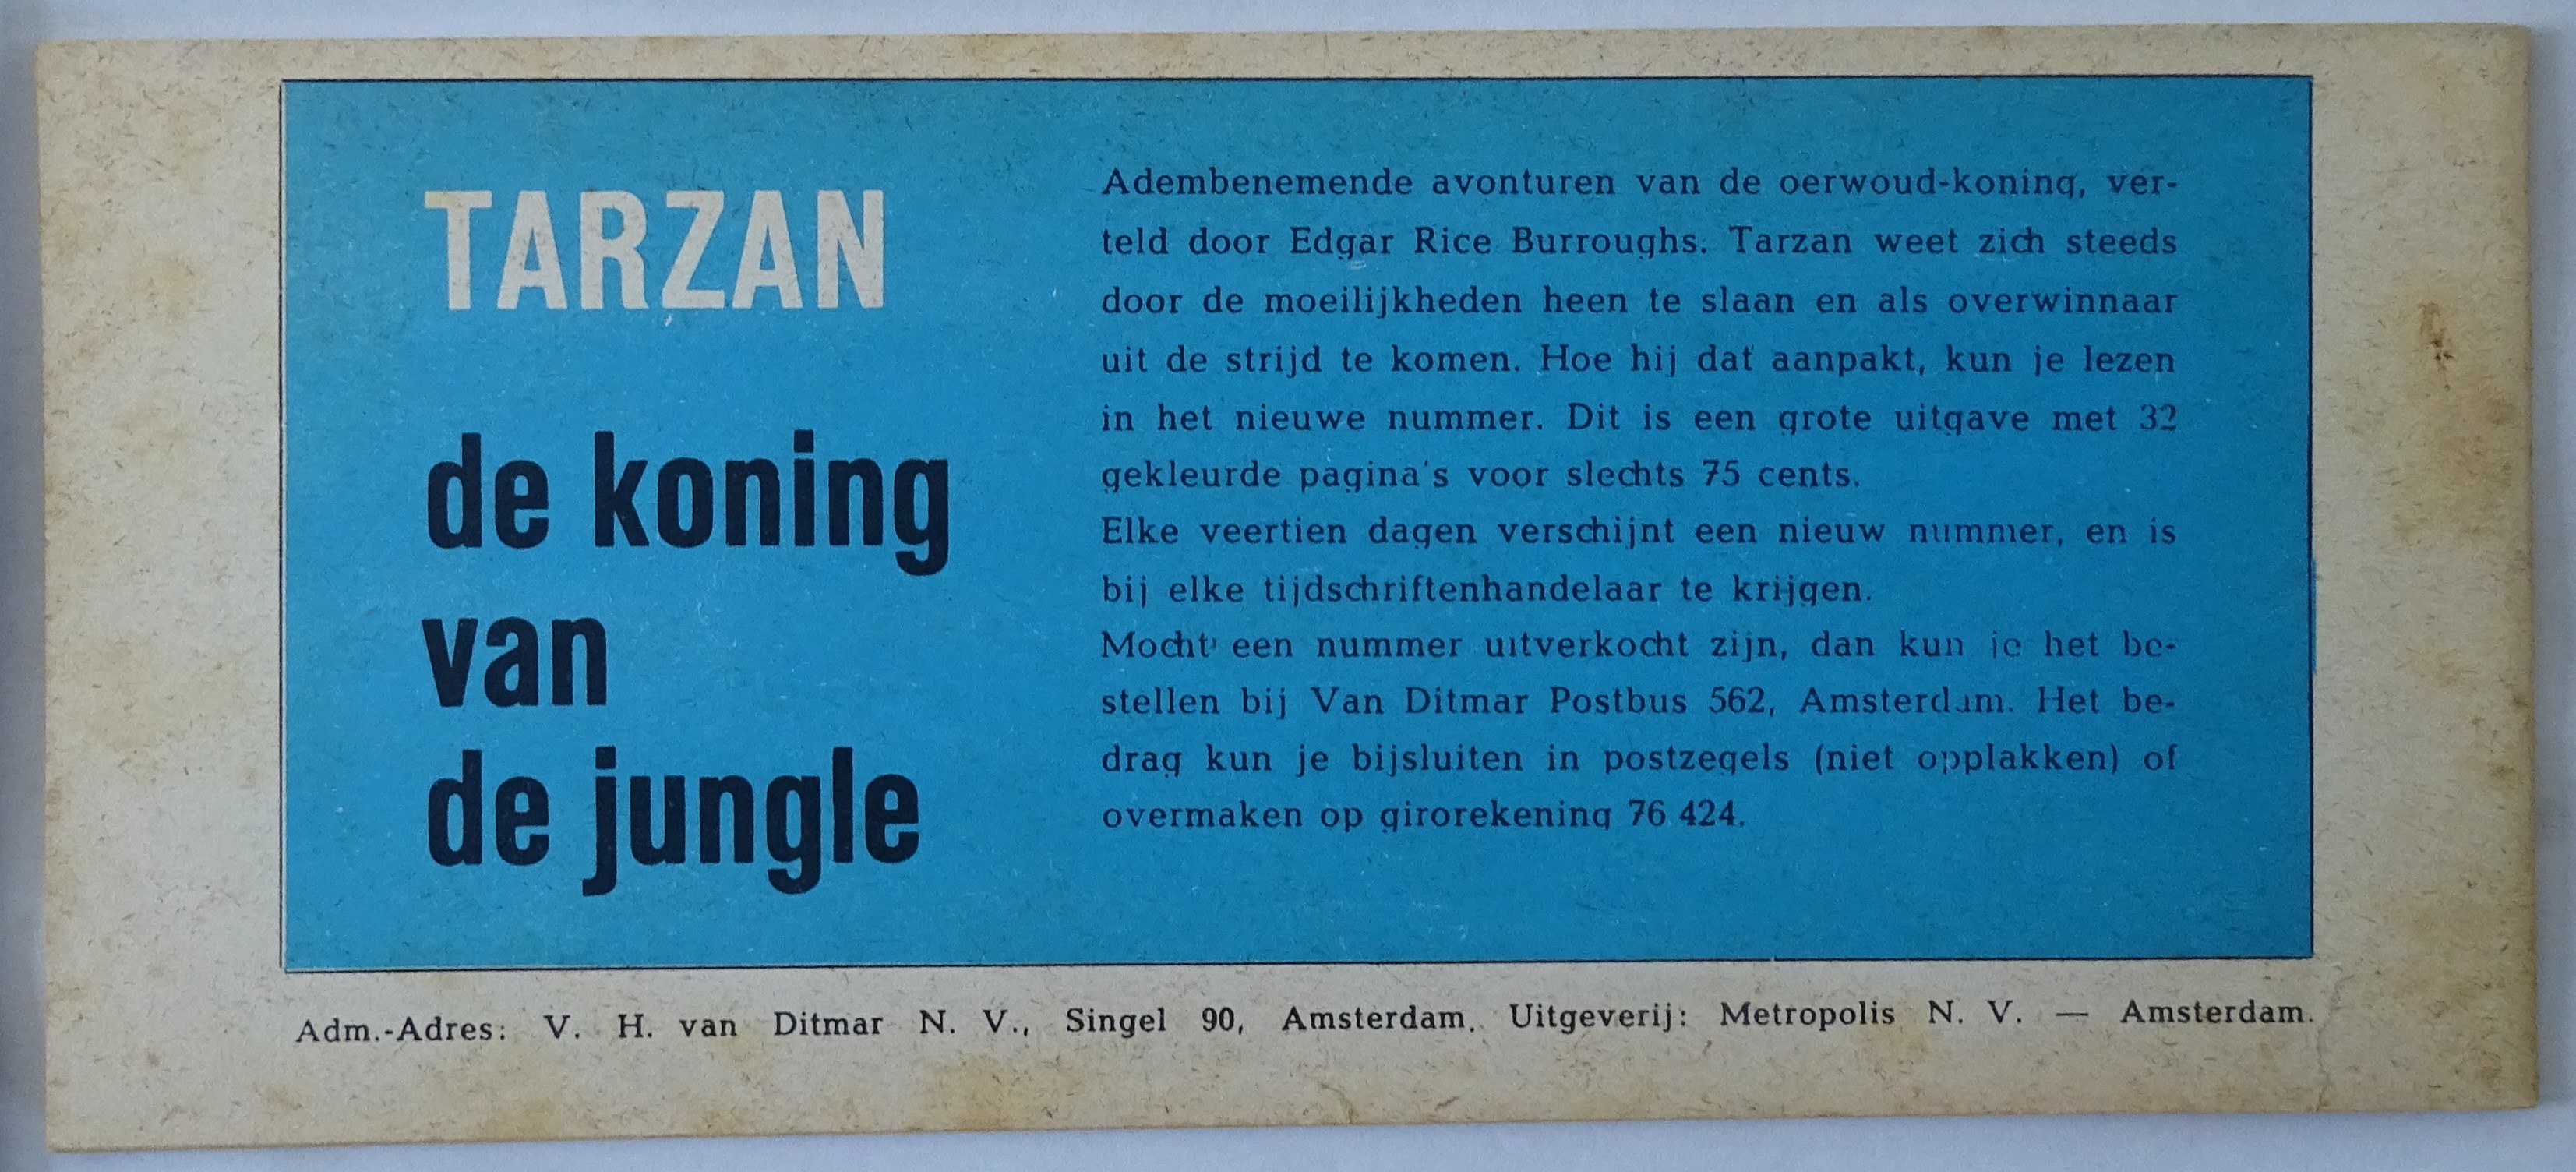 TARZAN
de koning
van
de jungle
Adembenemende avonturen van de oerwoud-koning, ver-
teld door Edgar Rice Burroughs. Tarzan weet zich steeds
door de moeilijkheden heen te slaan en als overwinnaar
uit de strijd te komen. Hoe hij dat aanpakt, kun je lezen
in het nieuwe nummer. Dit is een grote uitgave met 32
gekleurde pagina's voor slechts 75 cents.
Elke veertien dagen verschijnt een nieuw nummer, en is
bij elke tijdschriftenhandelaar te krijgen.
Mocht een nummer uitverkocht zijn, dan kun je het be-
stellen bij Van Ditmar Postbus 562, Amsterdam. Het be-
drag kun je bijsluiten in postzegels (niet opplakken) of
overmaken op girorekening 76 424.
Adm.-Adres: V. H. van Ditmar N. V., Singel 90, Amsterdam. Uitgeverij: Metropolis N. V. — Amsterdam.